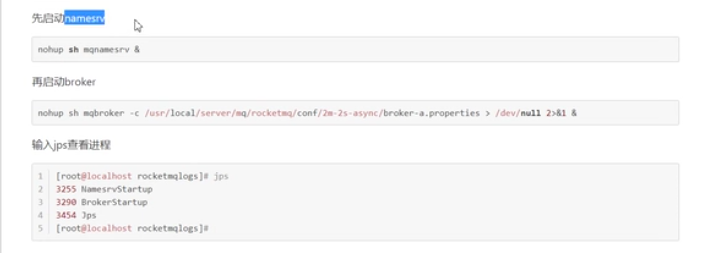 先启动namesrv
nohup sh mqnamesrv &
再启动broker
nohup sh mqbroker -c /usr/local/server/mq/rocketmq/conf/2m-2s-async/broker-a.properties > /dev/null 2>&1 &
输入jps查看进程
1 [root@localhost rocketmqlogs]# jps
2 3255 NamesrvStartup
3 3290 BrokerStartup
4 3454 Jps
5 [root@localhost rocketmqlogs]#